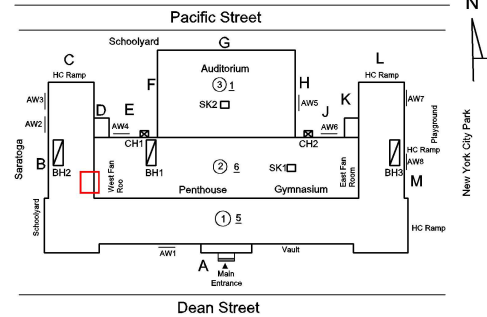 Pacific Street
N
Schoolyard
G
C
L
HC Ramp
Auditorium
HC Ramp
F
3 1
H
SK2
AW3
D
E
AW5
J
K
AW7
AW2
AW4
AW6
Playground
CH1
CH2
HC Ramp
Saratoga
B
BH2
BH1
2 6
SK1
BH3
AW8
West Fan
Roo
East Fan
Room
M
Penthouse
Gymnasium
New York City Park
Schoolyard
1 5
HC Ramp
AW1
A
Vault
Main
Entrance
Dean Street